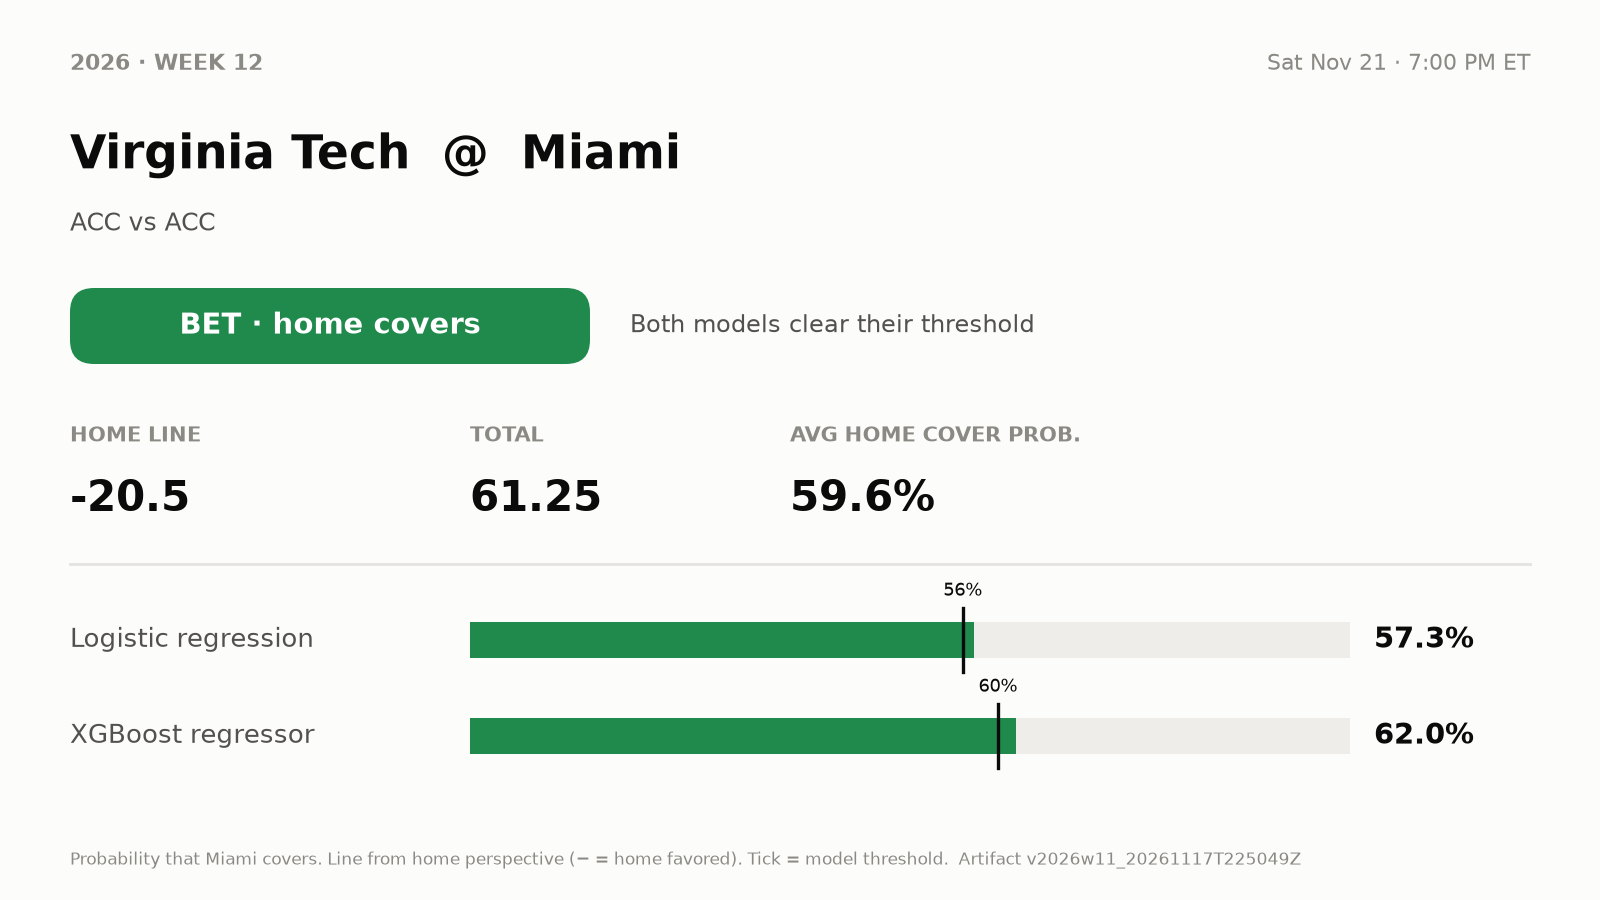 2026 · WEEK 12
Sat Nov 21 · 7:00 PM ET
Virginia Tech @ Miami
ACC vs ACC
BET · home covers
Both models clear their threshold
HOME LINE
TOTAL
AVG HOME COVER PROB.
-20.5
61.25
59.6%
56%
Logistic regression
57.3%
60%
XGBoost regressor
62.0%
Probability that Miami covers. Line from home perspective (− = home favored). Tick = model threshold. Artifact v2026w11_20261117T225049Z